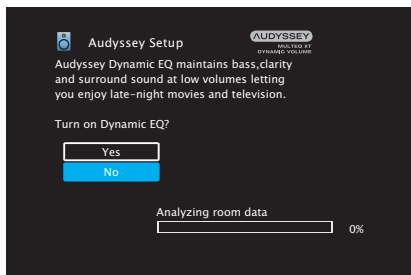 Audyssey Setup
AUDYSSEY
MULTEQ XT
DYNAMIC VOLUME
Audyssey Dynamic EQ maintains bass,clarity
and surround sound at low volumes letting
you enjoy late-night movies and television.
Turn on Dynamic EQ?
Yes
No
Analyzing room data
0%